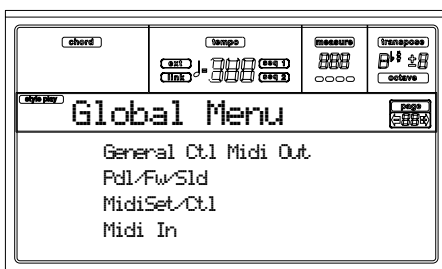 chord tempo measure transpose
ext seq 1
link seq 2
octave
style play
Global Menu page
General Ctl Midi Out
Pdl/Fw/Sld
MidiSet/Ctl
Midi In